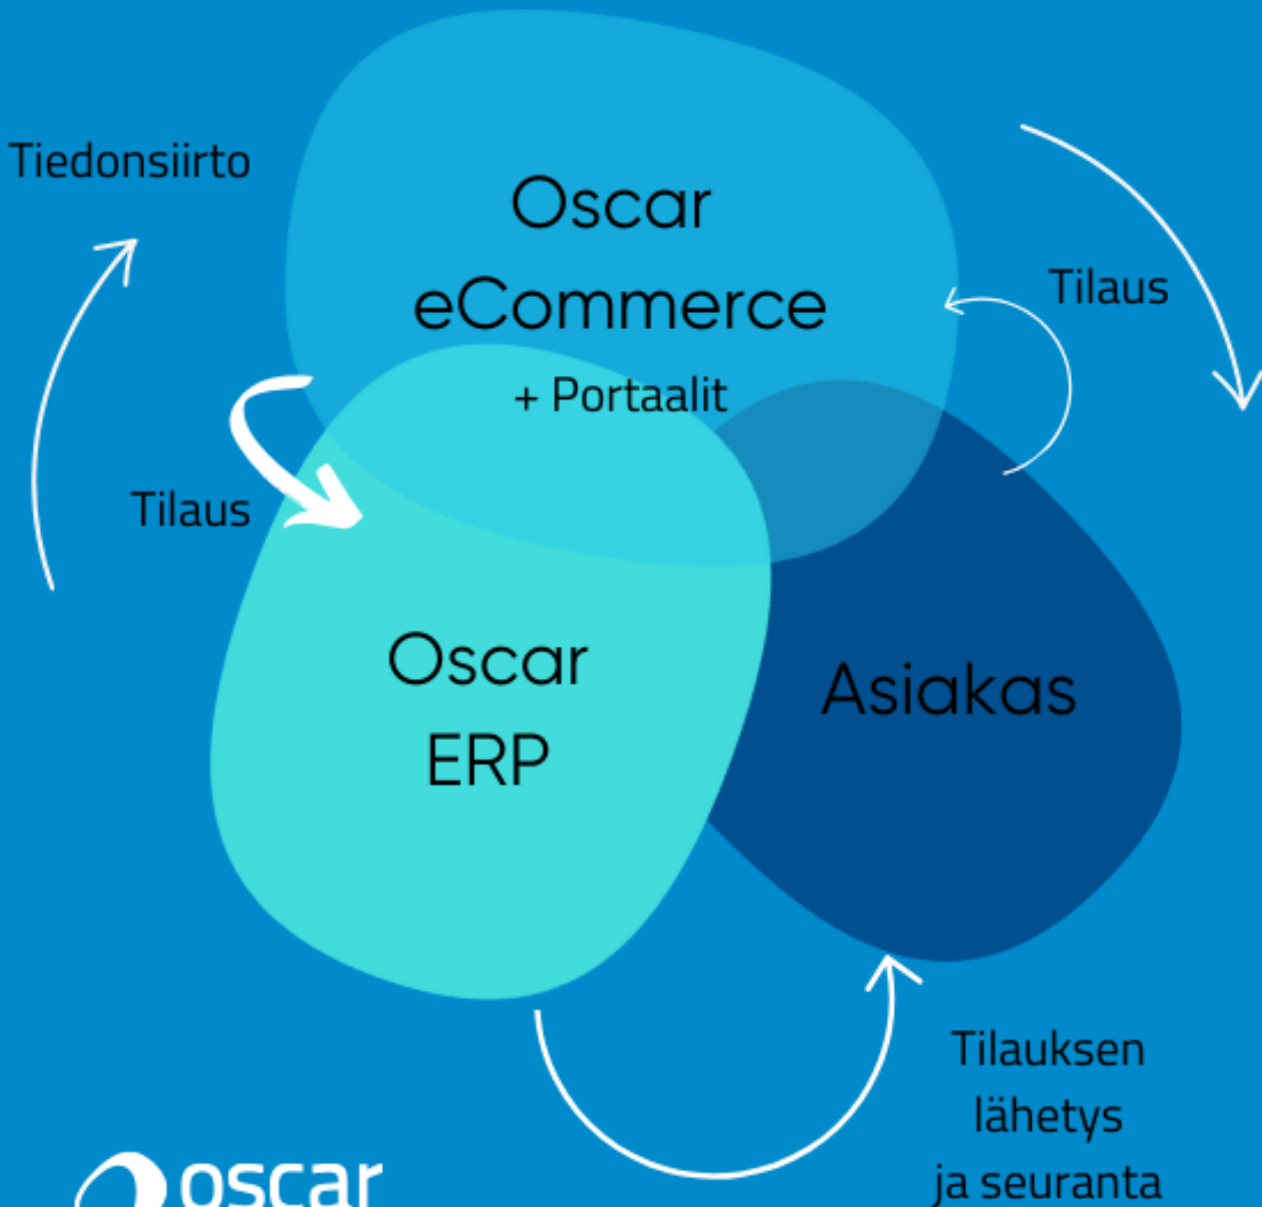 Tiedonsiirto
Oscar
eCommerce
+ Portaalit
Tilaus
Tilaus
Oscar
ERP
Asiakas
Tilauksen
lähetys
ja seuranta
oscar